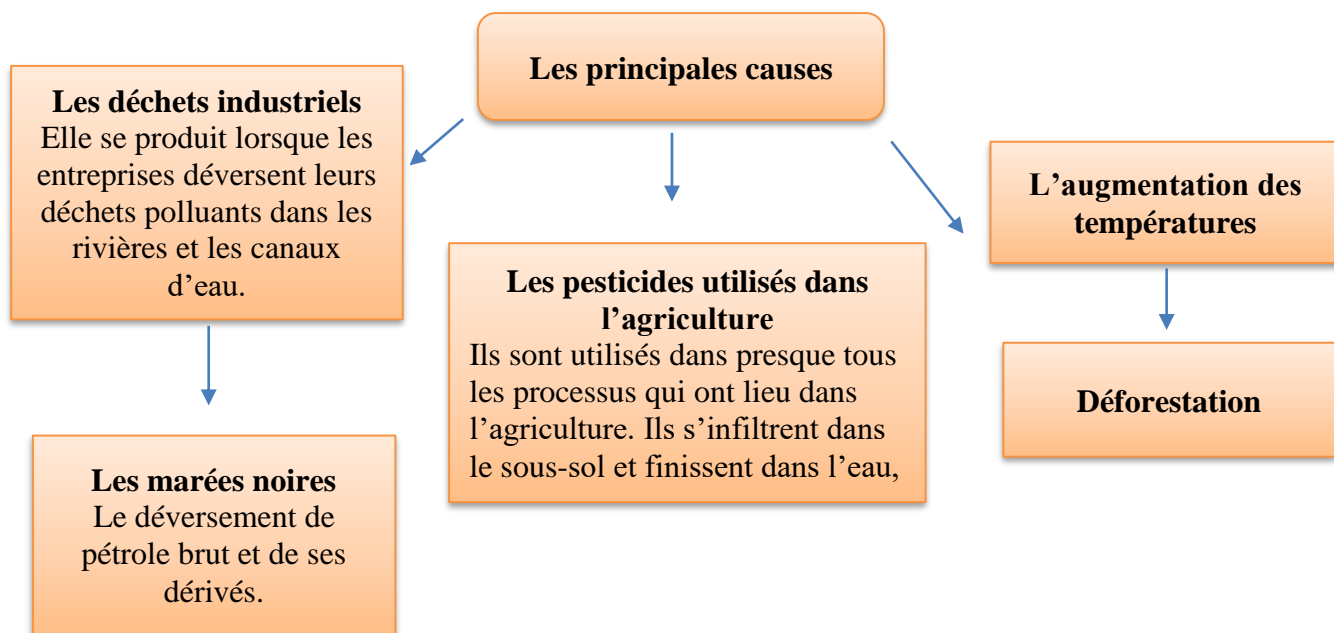 Les principales causes
Les déchets industriels
Elle se produit lorsque les
entreprises déversent leurs
déchets polluants dans les
rivières et les canaux
d’eau.
Les marées noires
Le déversement de
pétrole brut et de ses
dérivés.
Les pesticides utilisés dans
l’agriculture
Ils sont utilisés dans presque tous
les processus qui ont lieu dans
l’agriculture. Ils s’infiltrent dans
le sous-sol et finissent dans l’eau,
L’augmentation des
températures
Déforestation